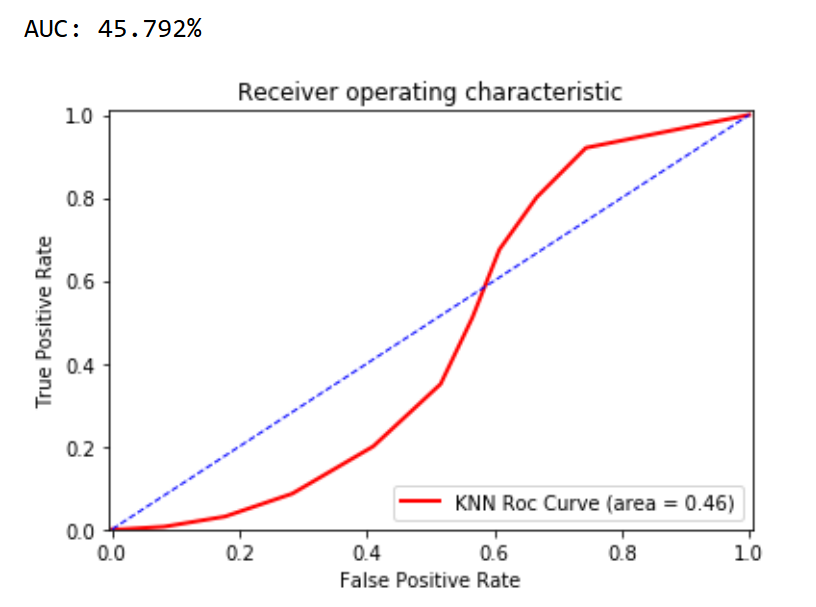 AUC: 45.792%
Receiver operating characteristic
1.0
0.8
0.6
0.4
0.2
0.0
True Positive Rate
KNN Roc Curve (area = 0.46)
0.0 0.2 0.4 0.6 0.8 1.0
False Positive Rate